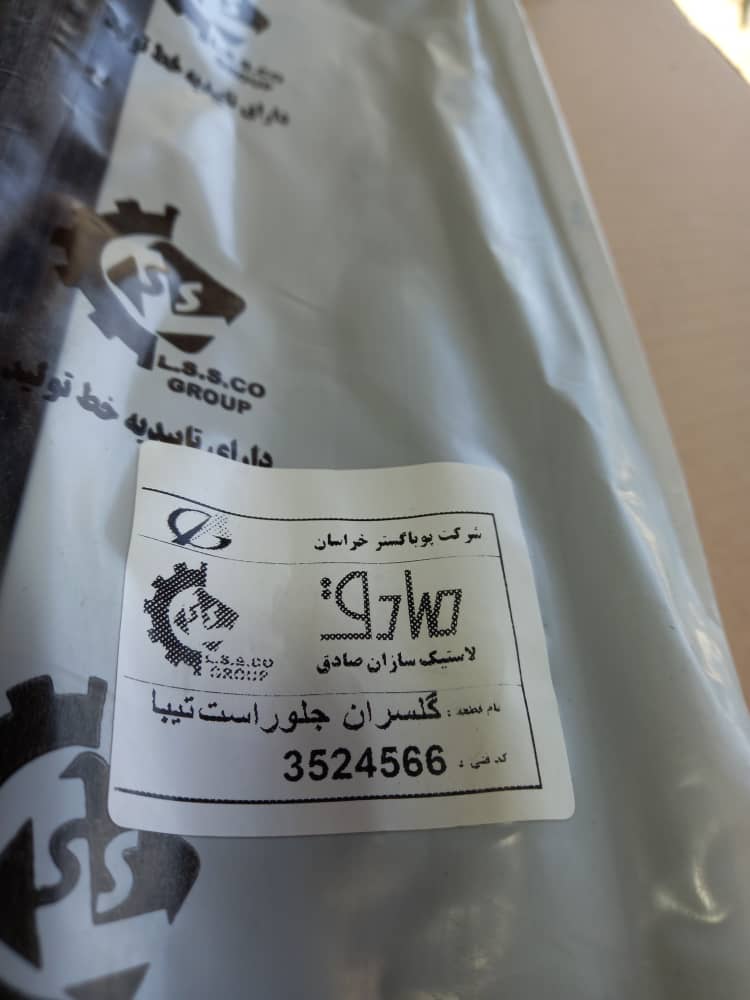 دارای تاییدیه خط تولید
S S
L.S.S.CO
GROUP
دارای تاییدیه خط تولید
شرکت پویاگستر خراسان
صادق
L.S.S.CO
GROUP
لاستیک سازان صادق
نام قطعه : گلسران جلوراست تیبا
کد فنی : 3524566
S S